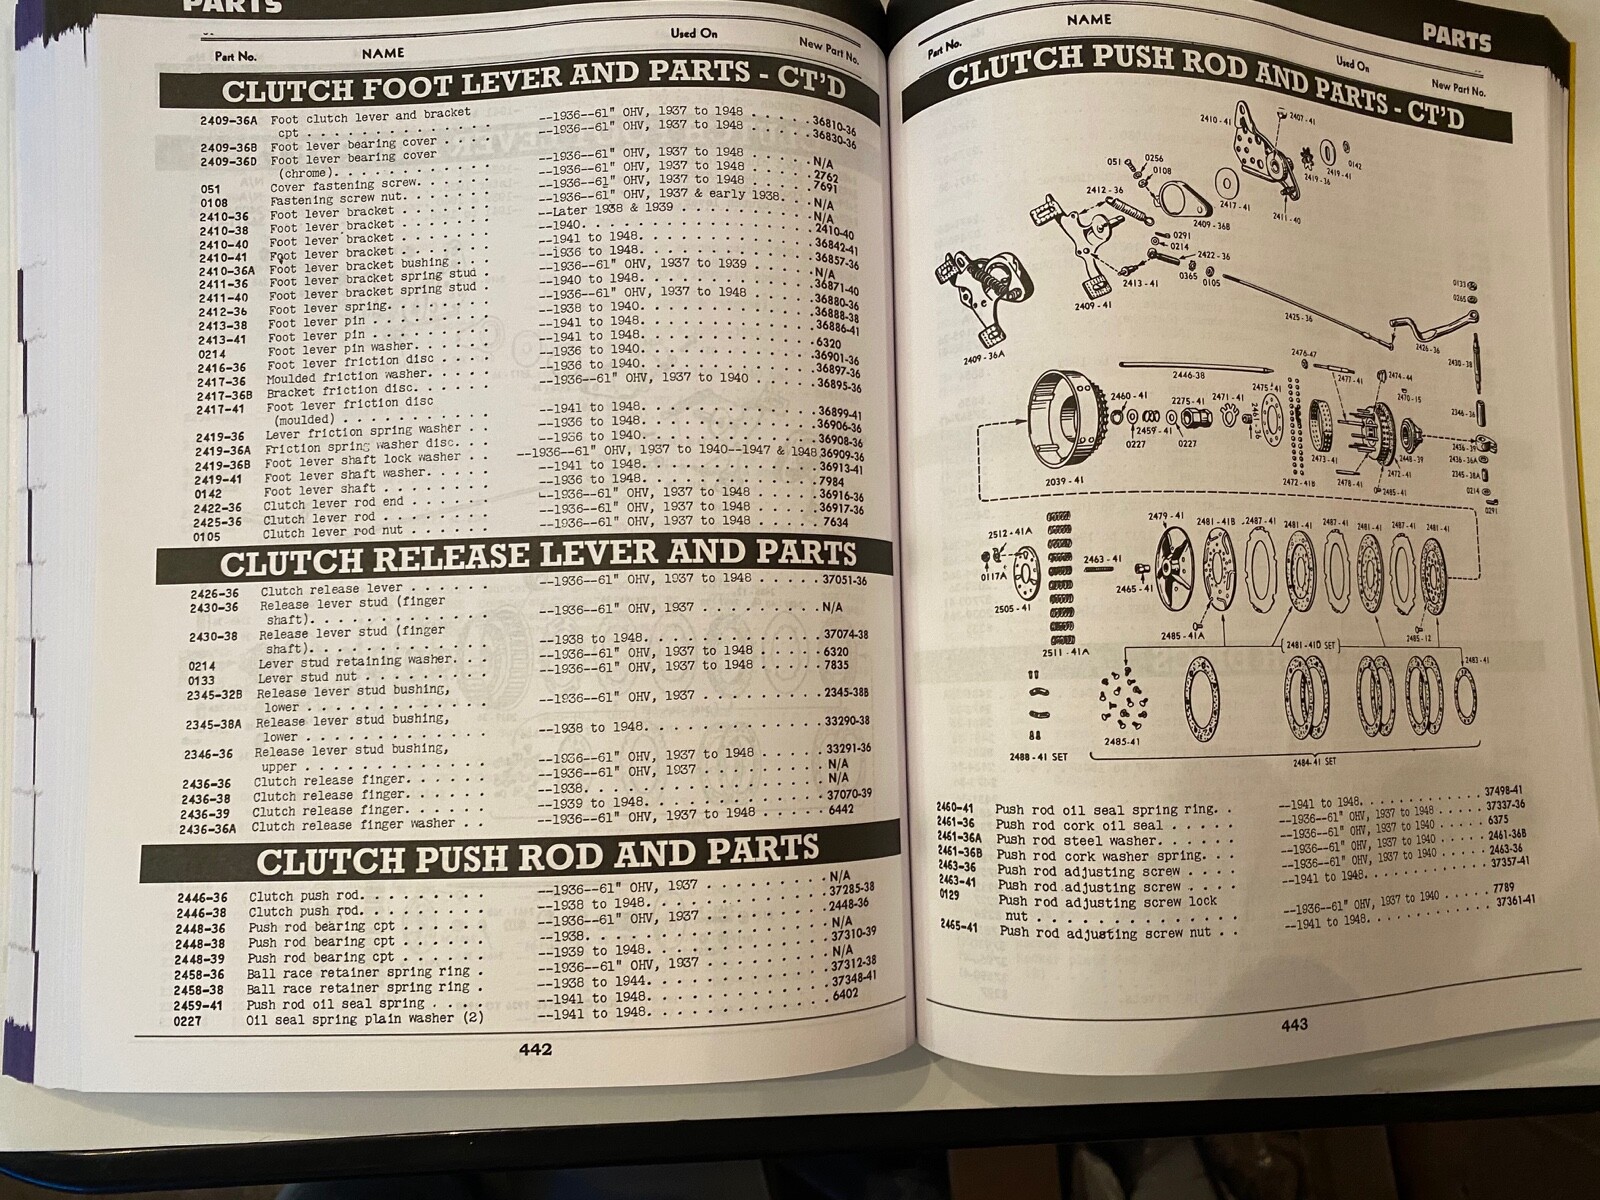 PARTS
Part No. NAME Used On New Part No.
CLUTCH FOOT LEVER AND PARTS - CT'D
2409-36A Foot clutch lever and bracket
cpt . . . . . . --1936--61" OHV, 1937 to 1948 . . . . . 36810-36
2409-36B Foot lever bearing cover . . . --1936--61" OHV, 1937 to 1948 . . . . . 36830-36
2409-36D Foot lever bearing cover
(chrome). . . . . . --1936--61" OHV, 1937 to 1948 . . . . . N/A
051 Cover fastening screw. . . . --1936--61" OHV, 1937 to 1948 . . . . . 2762
0108 Fastening screw nut. . . . --1936--61" OHV, 1937 to 1948 . . . . . 7691
2410-36 Foot lever bracket . . . . --1936--61" OHV, 1937 & early 1938. . . N/A
2410-38 Foot lever bracket . . . . --Later 1938 & 1939 . . . . . N/A
2410-40 Foot lever bracket . . . . --1940. . . . . 2410-40
2410-41 Foot lever bracket . . . . --1941 to 1948. . . . . 36842-41
2410-36A Foot lever bracket bushing . . . --1936 to 1948. . . . . 36857-36
2411-36 Foot lever bracket spring stud . --1936--61" OHV, 1937 to 1939 . . . . . N/A
2411-40 Foot lever bracket spring stud . --1940 to 1948. . . . . 36871-40
2412-36 Foot lever spring. . . . --1936--61" OHV, 1937 to 1948 . . . . . 36880-36
2413-38 Foot lever pin . . . . --1938 to 1940. . . . . 36888-38
2413-41 Foot lever pin . . . . --1941 to 1948. . . . . 36886-41
0214 Foot lever pin washer. . . . --1941 to 1948. . . . . 6320
2416-36 Foot lever friction disc . . . . --1936 to 1940. . . . . 36901-36
2417-36 Moulded friction washer. . . . --1936 to 1940. . . . . 36897-36
2417-36B Bracket friction disc. . . . --1936--61" OHV, 1937 to 1940 . . . . . 36895-36
2417-41 Foot lever friction disc
(moulded) . . . . . --1941 to 1948. . . . . 36899-41
2419-36 Lever friction spring washer . . --1936 to 1948. . . . . 36906-36
2419-36A Friction spring washer disc. . . --1936 to 1940. . . . . 36908-36
2419-36B Foot lever shaft lock washer . . --1936--61" OHV, 1937 to 1940--1947 & 1948 36909-36
2419-41 Foot lever shaft washer. . . . --1941 to 1948. . . . . 36913-41
0142 Foot lever shaft . . . . --1936 to 1948. . . . . 7984
2422-36 Clutch lever rod end . . . . --1936--61" OHV, 1937 to 1948 . . . . . 36916-36
2425-36 Clutch lever rod . . . . --1936--61" OHV, 1937 to 1948 . . . . . 36917-36
0105 Clutch lever rod nut . . . . --1936--61" OHV, 1937 to 1948 . . . . . 7634
CLUTCH RELEASE LEVER AND PARTS
2426-36 Clutch release lever . . . . . . --1936--61" OHV, 1937 to 1948 . . . . . 37051-36
2430-36 Release lever stud (finger
shaft). . . . . . --1936--61" OHV, 1937 . . . . . N/A
2430-38 Release lever stud (finger
shaft). . . . . . --1938 to 1948. . . . . 37074-38
0214 Lever stud retaining washer. . . --1936--61" OHV, 1937 to 1948 . . . . . 6320
0133 Lever stud nut . . . . . --1936--61" OHV, 1937 to 1948 . . . . . 7835
2345-32B Release lever stud bushing,
lower . . . . . . --1936--61" OHV, 1937 . . . . . 2345-38B
2345-38A Release lever stud bushing,
lower . . . . . . --1938 to 1948. . . . . 33290-38
2346-36 Release lever stud bushing,
upper . . . . . . --1936--61" OHV, 1937 to 1948 . . . . . 33291-36
2436-36 Clutch release finger. . . . . . --1936--61" OHV, 1937 . . . . . N/A
2436-38 Clutch release finger. . . . . . --1938. . . . . N/A
2436-39 Clutch release finger. . . . . . --1939 to 1948. . . . . 37070-39
2436-36A Clutch release finger washer . . --1936--61" OHV, 1937 to 1948 . . . . . 6442
CLUTCH PUSH ROD AND PARTS
2446-36 Clutch push rod. . . . . --1936--61" OHV, 1937 . . . . . N/A
2446-38 Clutch push rod. . . . . --1938 to 1948. . . . . 37285-38
2448-36 Push rod bearing cpt . . . . . --1936--61" OHV, 1937 . . . . . 2448-36
2448-38 Push rod bearing cpt . . . . . --1938. . . . . N/A
2448-39 Push rod bearing cpt . . . . . --1939 to 1948. . . . . 37310-39
2458-36 Ball race retainer spring ring . --1936--61" OHV, 1937 . . . . . N/A
2458-38 Ball race retainer spring ring . --1938 to 1944. . . . . 37312-38
2459-41 Push rod oil seal spring . . . . --1941 to 1948. . . . . 37348-41
0227 Oil seal spring plain washer (2) --1941 to 1948. . . . . 6402
442
PARTS
Part No. NAME Used On New Part No.
CLUTCH PUSH ROD AND PARTS - CT'D
2410-41
2407-41
0142
2419-41
2419-36
051
0256
0108
2412-36
2417-41
2411-40
2409-36B
0291
0214
2422-36
0365
0105
2413-41
2409-41
2409-36A
2425-36
0133
0265
2426-36
2430-38
2446-38
2476-47
2477-41
2474-44
2470-15
2460-41
2275-41
2471-41
2475-41
2461-36
2346-36
0227
2459-41
0227
2473-41
2448-39
2436-39
2436-36A
2345-38A
0214
0291
2039-41
2472-41B
2478-41
2472-41
2485-41
2512-41A
0117A
2505-41
2463-41
2465-41
2479-41
2481-41B
2487-41
2481-41
2487-41
2481-41
2487-41
2481-41
2485-41A
2485-12
2511-41A
2481-41D SET
2483-41
2485-41
2488-41 SET
2484-41 SET
2460-41 Push rod oil seal spring ring. . --1941 to 1948. . . . . 37498-41
2461-36 Push rod cork oil seal . . . . . --1936--61" OHV, 1937 to 1948 . . . . . 37337-36
2461-36A Push rod steel washer. . . . . --1936--61" OHV, 1937 to 1940 . . . . . 6375
2461-36B Push rod cork washer spring. . . --1936--61" OHV, 1937 to 1940 . . . . . 2461-36B
2463-36 Push rod adjusting screw . . . . --1936--61" OHV, 1937 to 1940 . . . . . 2463-36
2463-41 Push rod adjusting screw . . . . --1941 to 1948. . . . . 37357-41
0129 Push rod adjusting screw lock
nut . . . . . . --1936--61" OHV, 1937 to 1940 . . . . . 7789
2465-41 Push rod adjusting screw nut . . --1941 to 1948. . . . . 37361-41
443